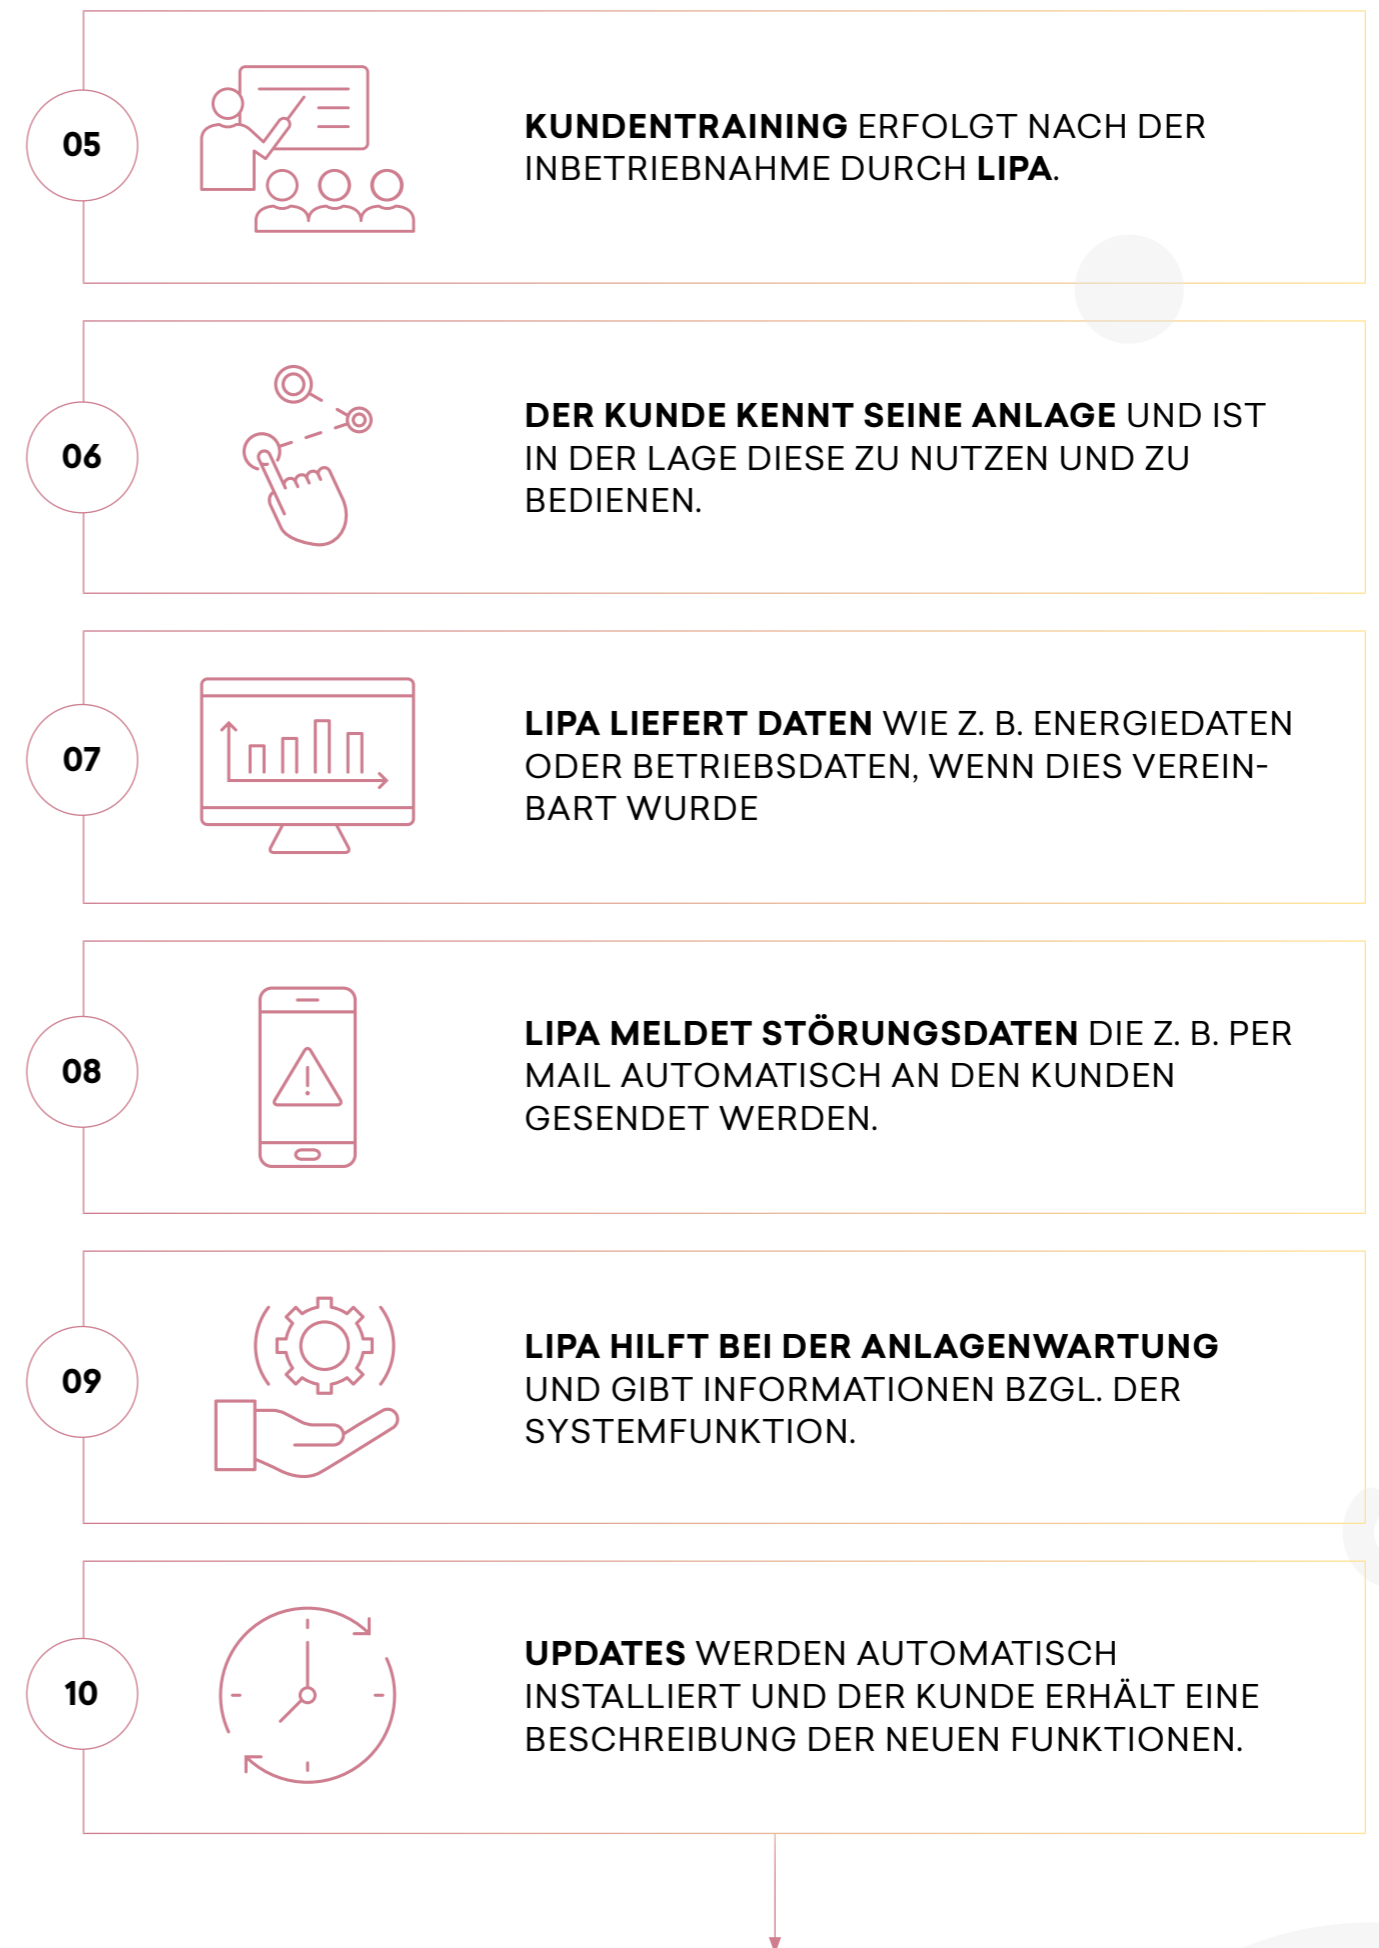 05
KUNDENTRAINING ERFOLGT NACH DER
INBETRIEBNAHME DURCH LIPA.
06
DER KUNDE KENNT SEINE ANLAGE UND IST
IN DER LAGE DIESE ZU NUTZEN UND ZU
BEDIENEN.
07
LIPA LIEFERT DATEN WIE Z. B. ENERGIEDATEN
ODER BETRIEBSDATEN, WENN DIES VEREIN-
BART WURDE
08
LIPA MELDET STÖRUNGSDATEN DIE Z. B. PER
MAIL AUTOMATISCH AN DEN KUNDEN
GESENDET WERDEN.
09
LIPA HILFT BEI DER ANLAGENWARTUNG
UND GIBT INFORMATIONEN BZGL. DER
SYSTEMFUNKTION.
10
UPDATES WERDEN AUTOMATISCH
INSTALLIERT UND DER KUNDE ERHÄLT EINE
BESCHREIBUNG DER NEUEN FUNKTIONEN.